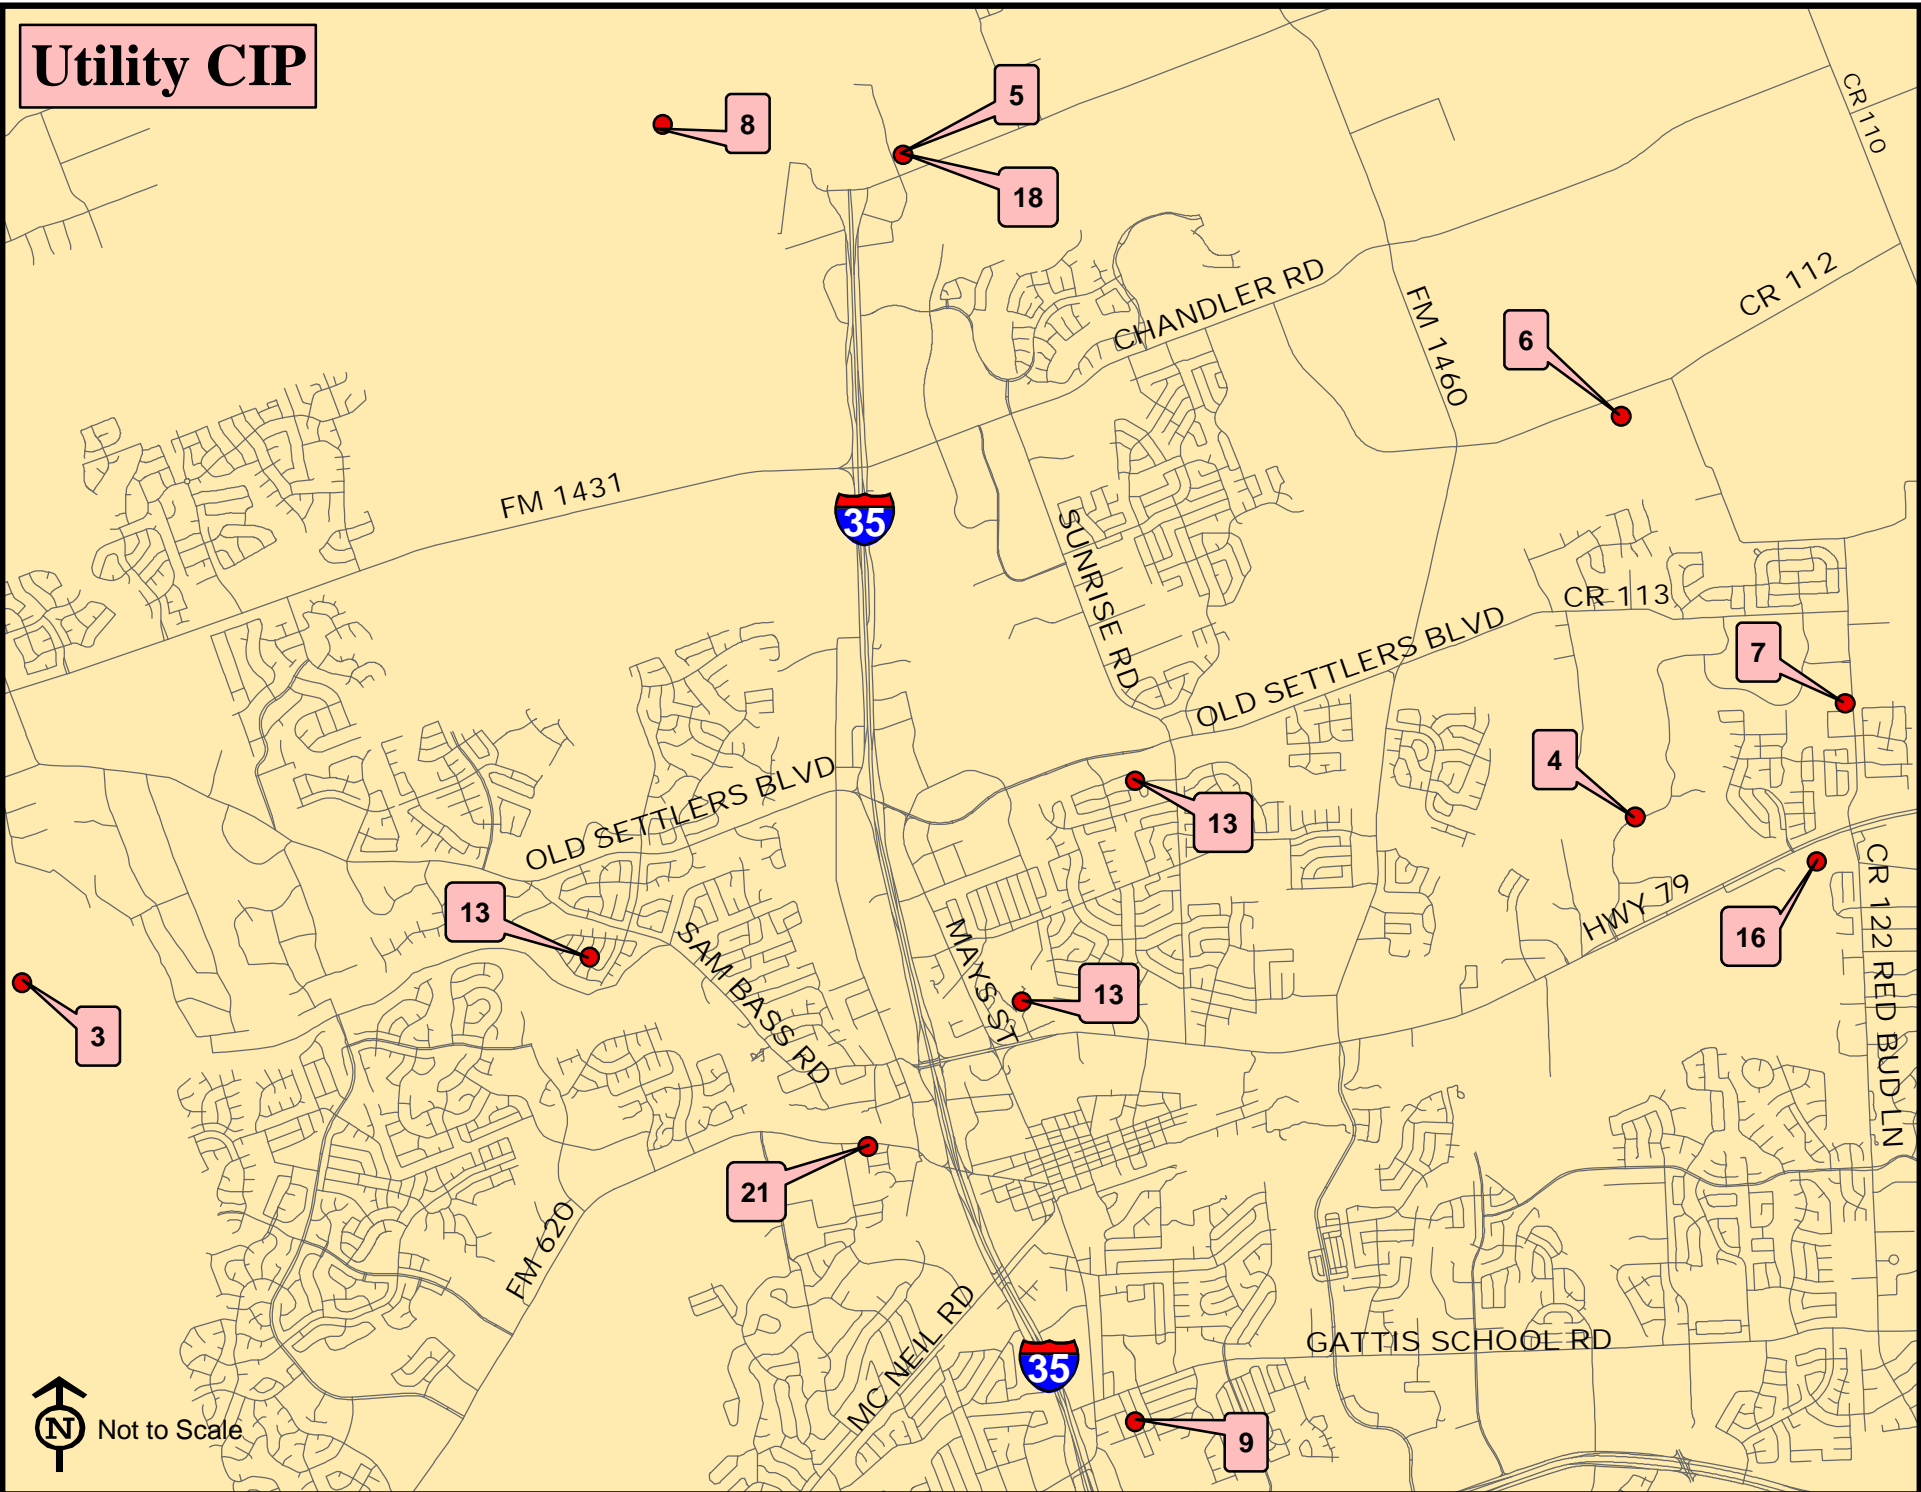 Utility CIP
8
5
18
CR 110
CR 112
CHANDLER RD
FM 1460
6
FM 1431
35
SUNRISE RD
CR 113
OLD SETTLERS BLVD
7
4
OLD SETTLERS BLVD
13
13
SAM BASS RD
MAYS ST
13
HWY 79
16
CR 122 RED BUD LN
3
21
FM 620
MC NEIL RD
35
GATTIS SCHOOL RD
9
N Not to Scale